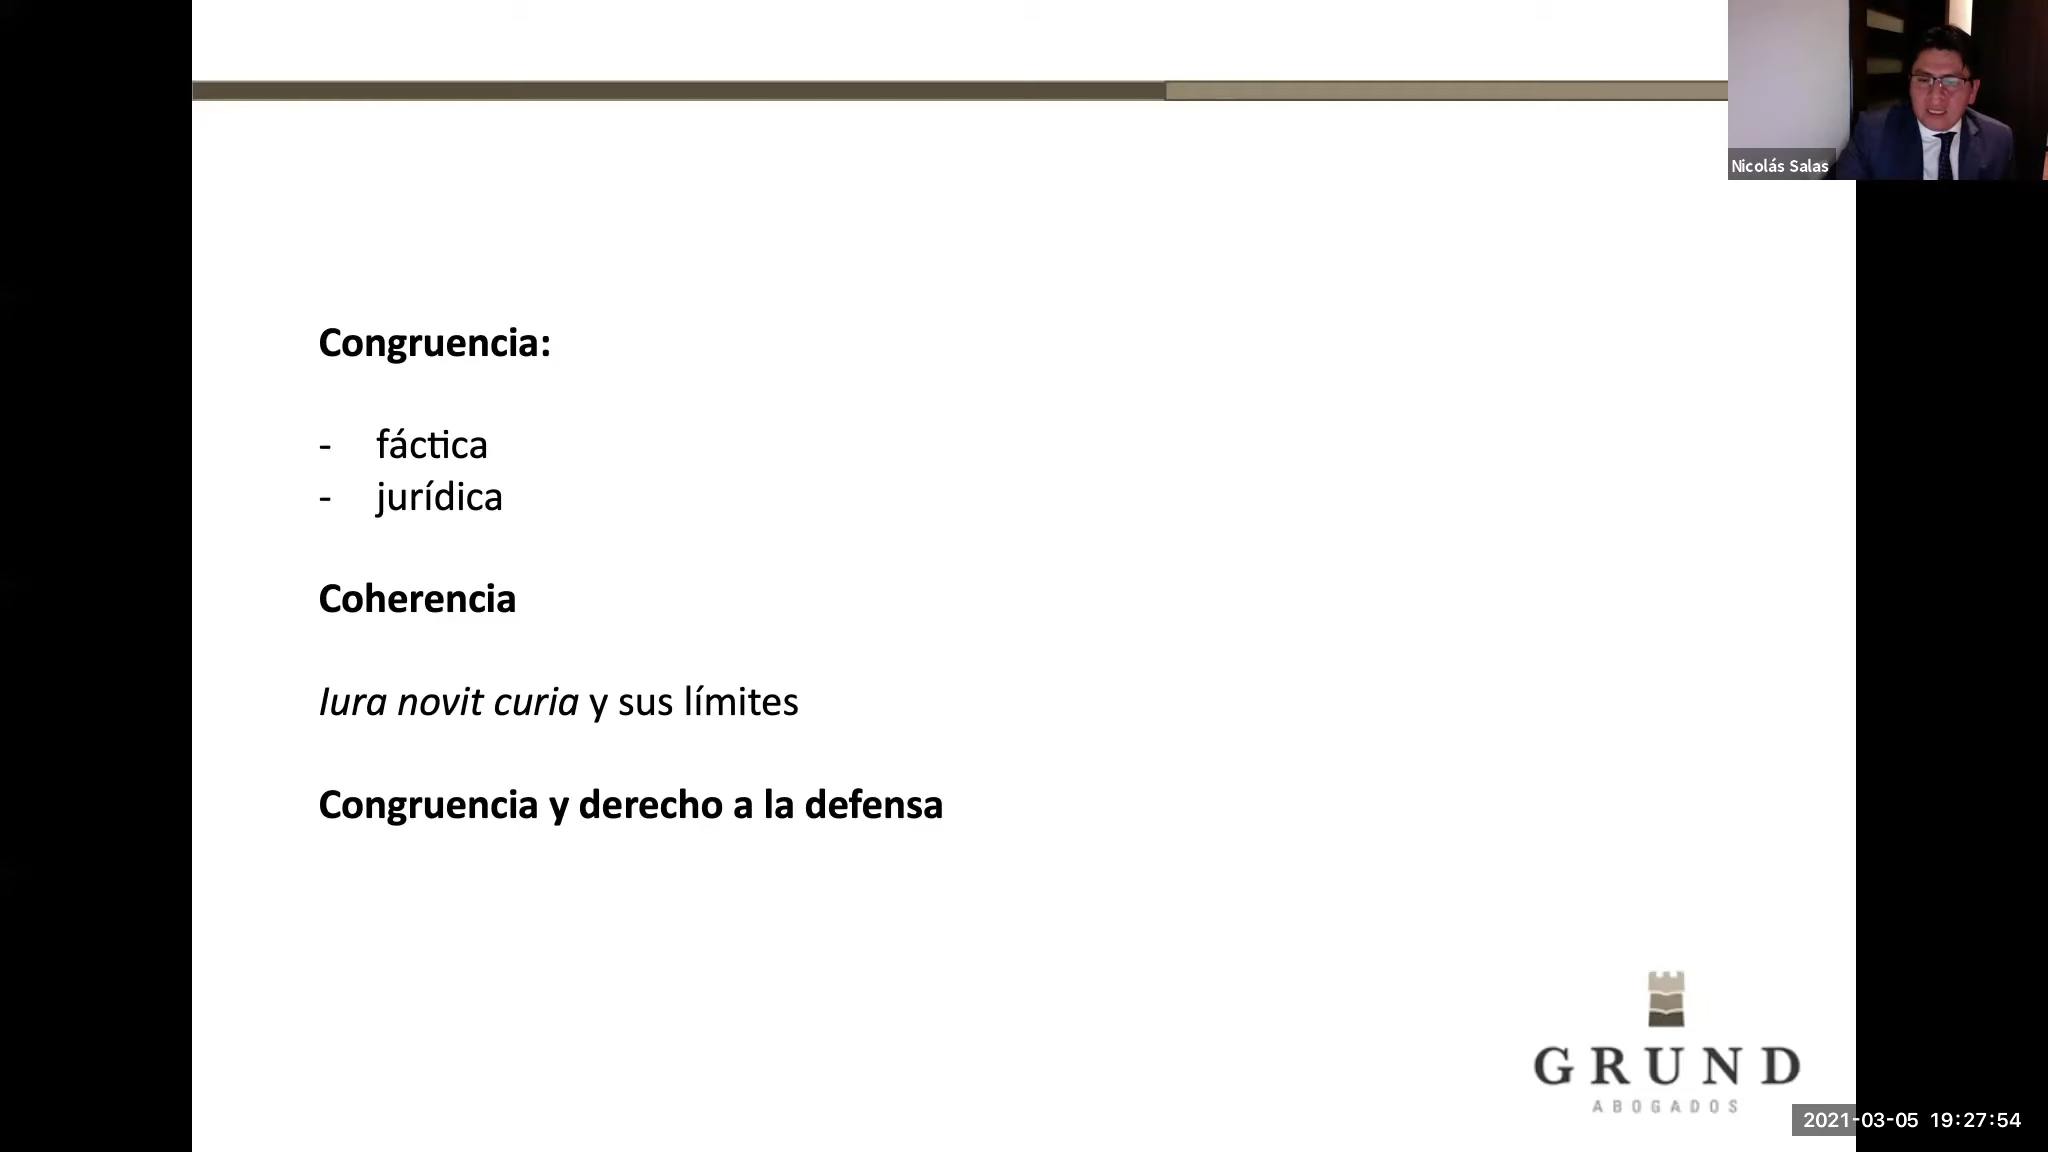 Nicolás Salas
Congruencia:
- fáctica
- jurídica
Coherencia
Iura novit curia y sus límites
Congruencia y derecho a la defensa
GRUND
ABOGADOS
2021-03-05 19:27:54